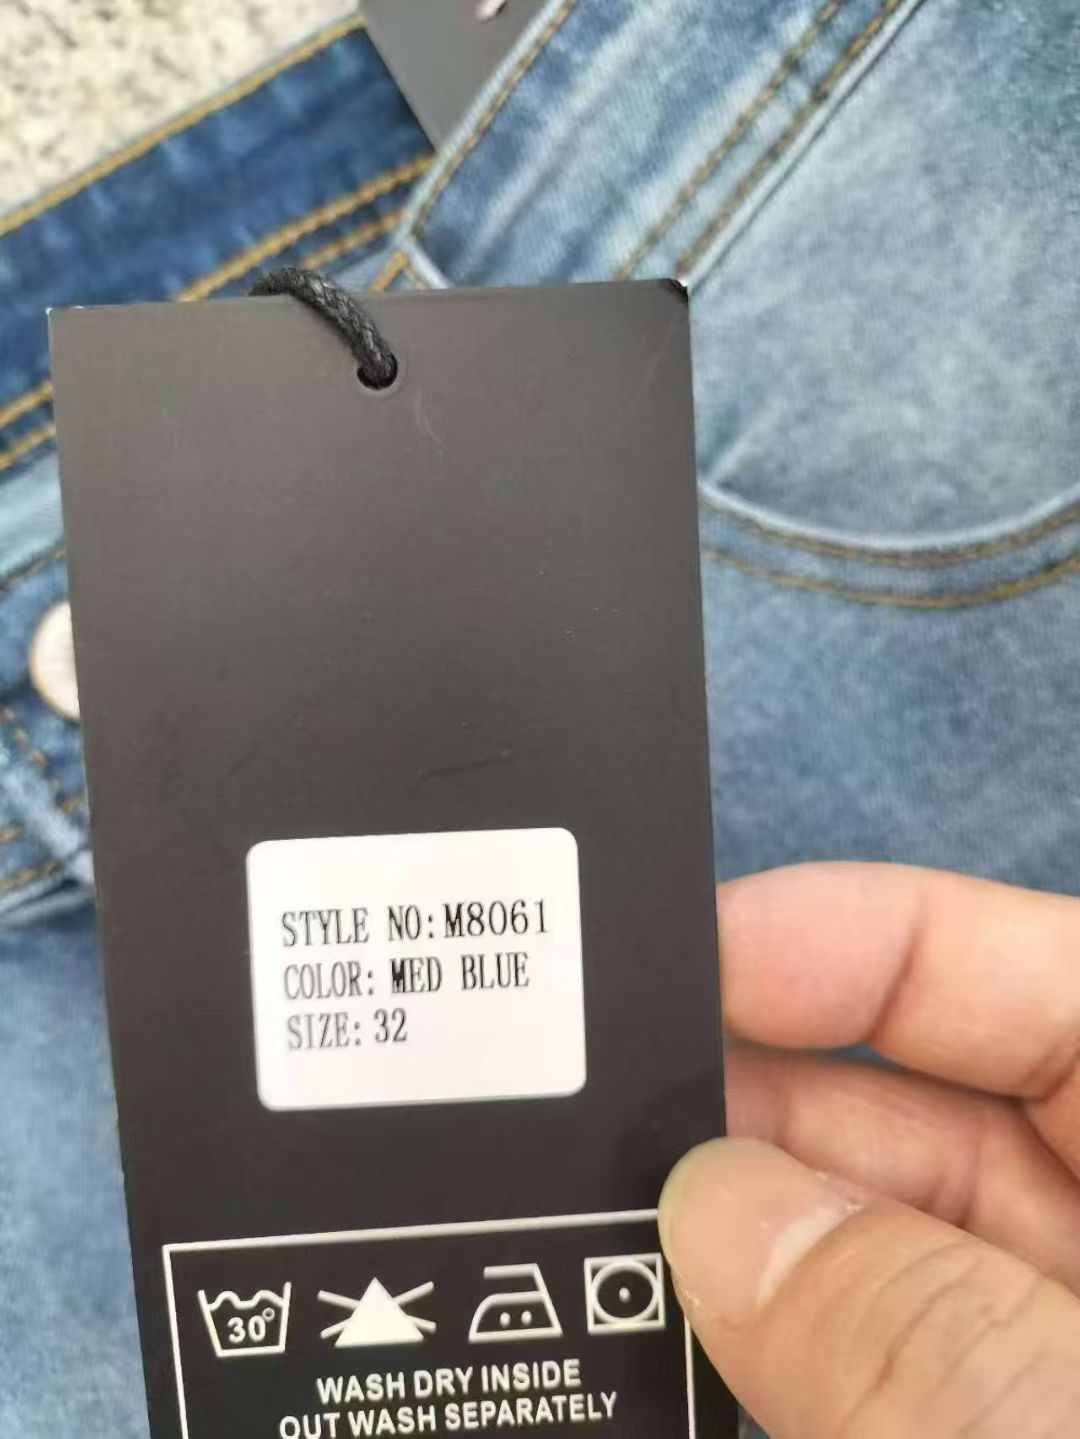 STYLE NO:M8061
COLOR: MED BLUE
SIZE: 32
30°
WASH DRY INSIDE
OUT WASH SEPARATELY